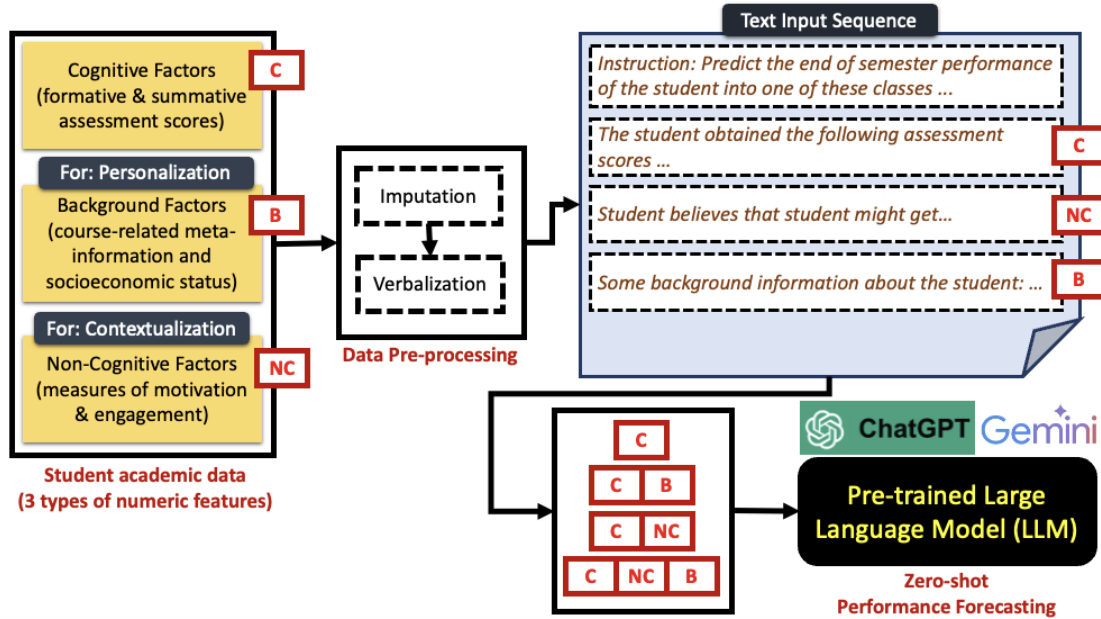 Cognitive Factors
(formative & summative
assessment scores)
C
For: Personalization
Background Factors
(course-related meta-
information and
socioeconomic status)
B
For: Contextualization
Non-Cognitive Factors
(measures of motivation
& engagement)
NC
Student academic data
(3 types of numeric features)
Imputation
Verbalization
Data Pre-processing
Text Input Sequence
Instruction: Predict the end of semester performance
of the student into one of these classes ...
The student obtained the following assessment
scores ...
C
Student believes that student might get...
NC
Some background information about the student: ...
B
C
C B
C NC
C NC B
ChatGPT
Gemini
Pre-trained Large
Language Model (LLM)
Zero-shot
Performance Forecasting